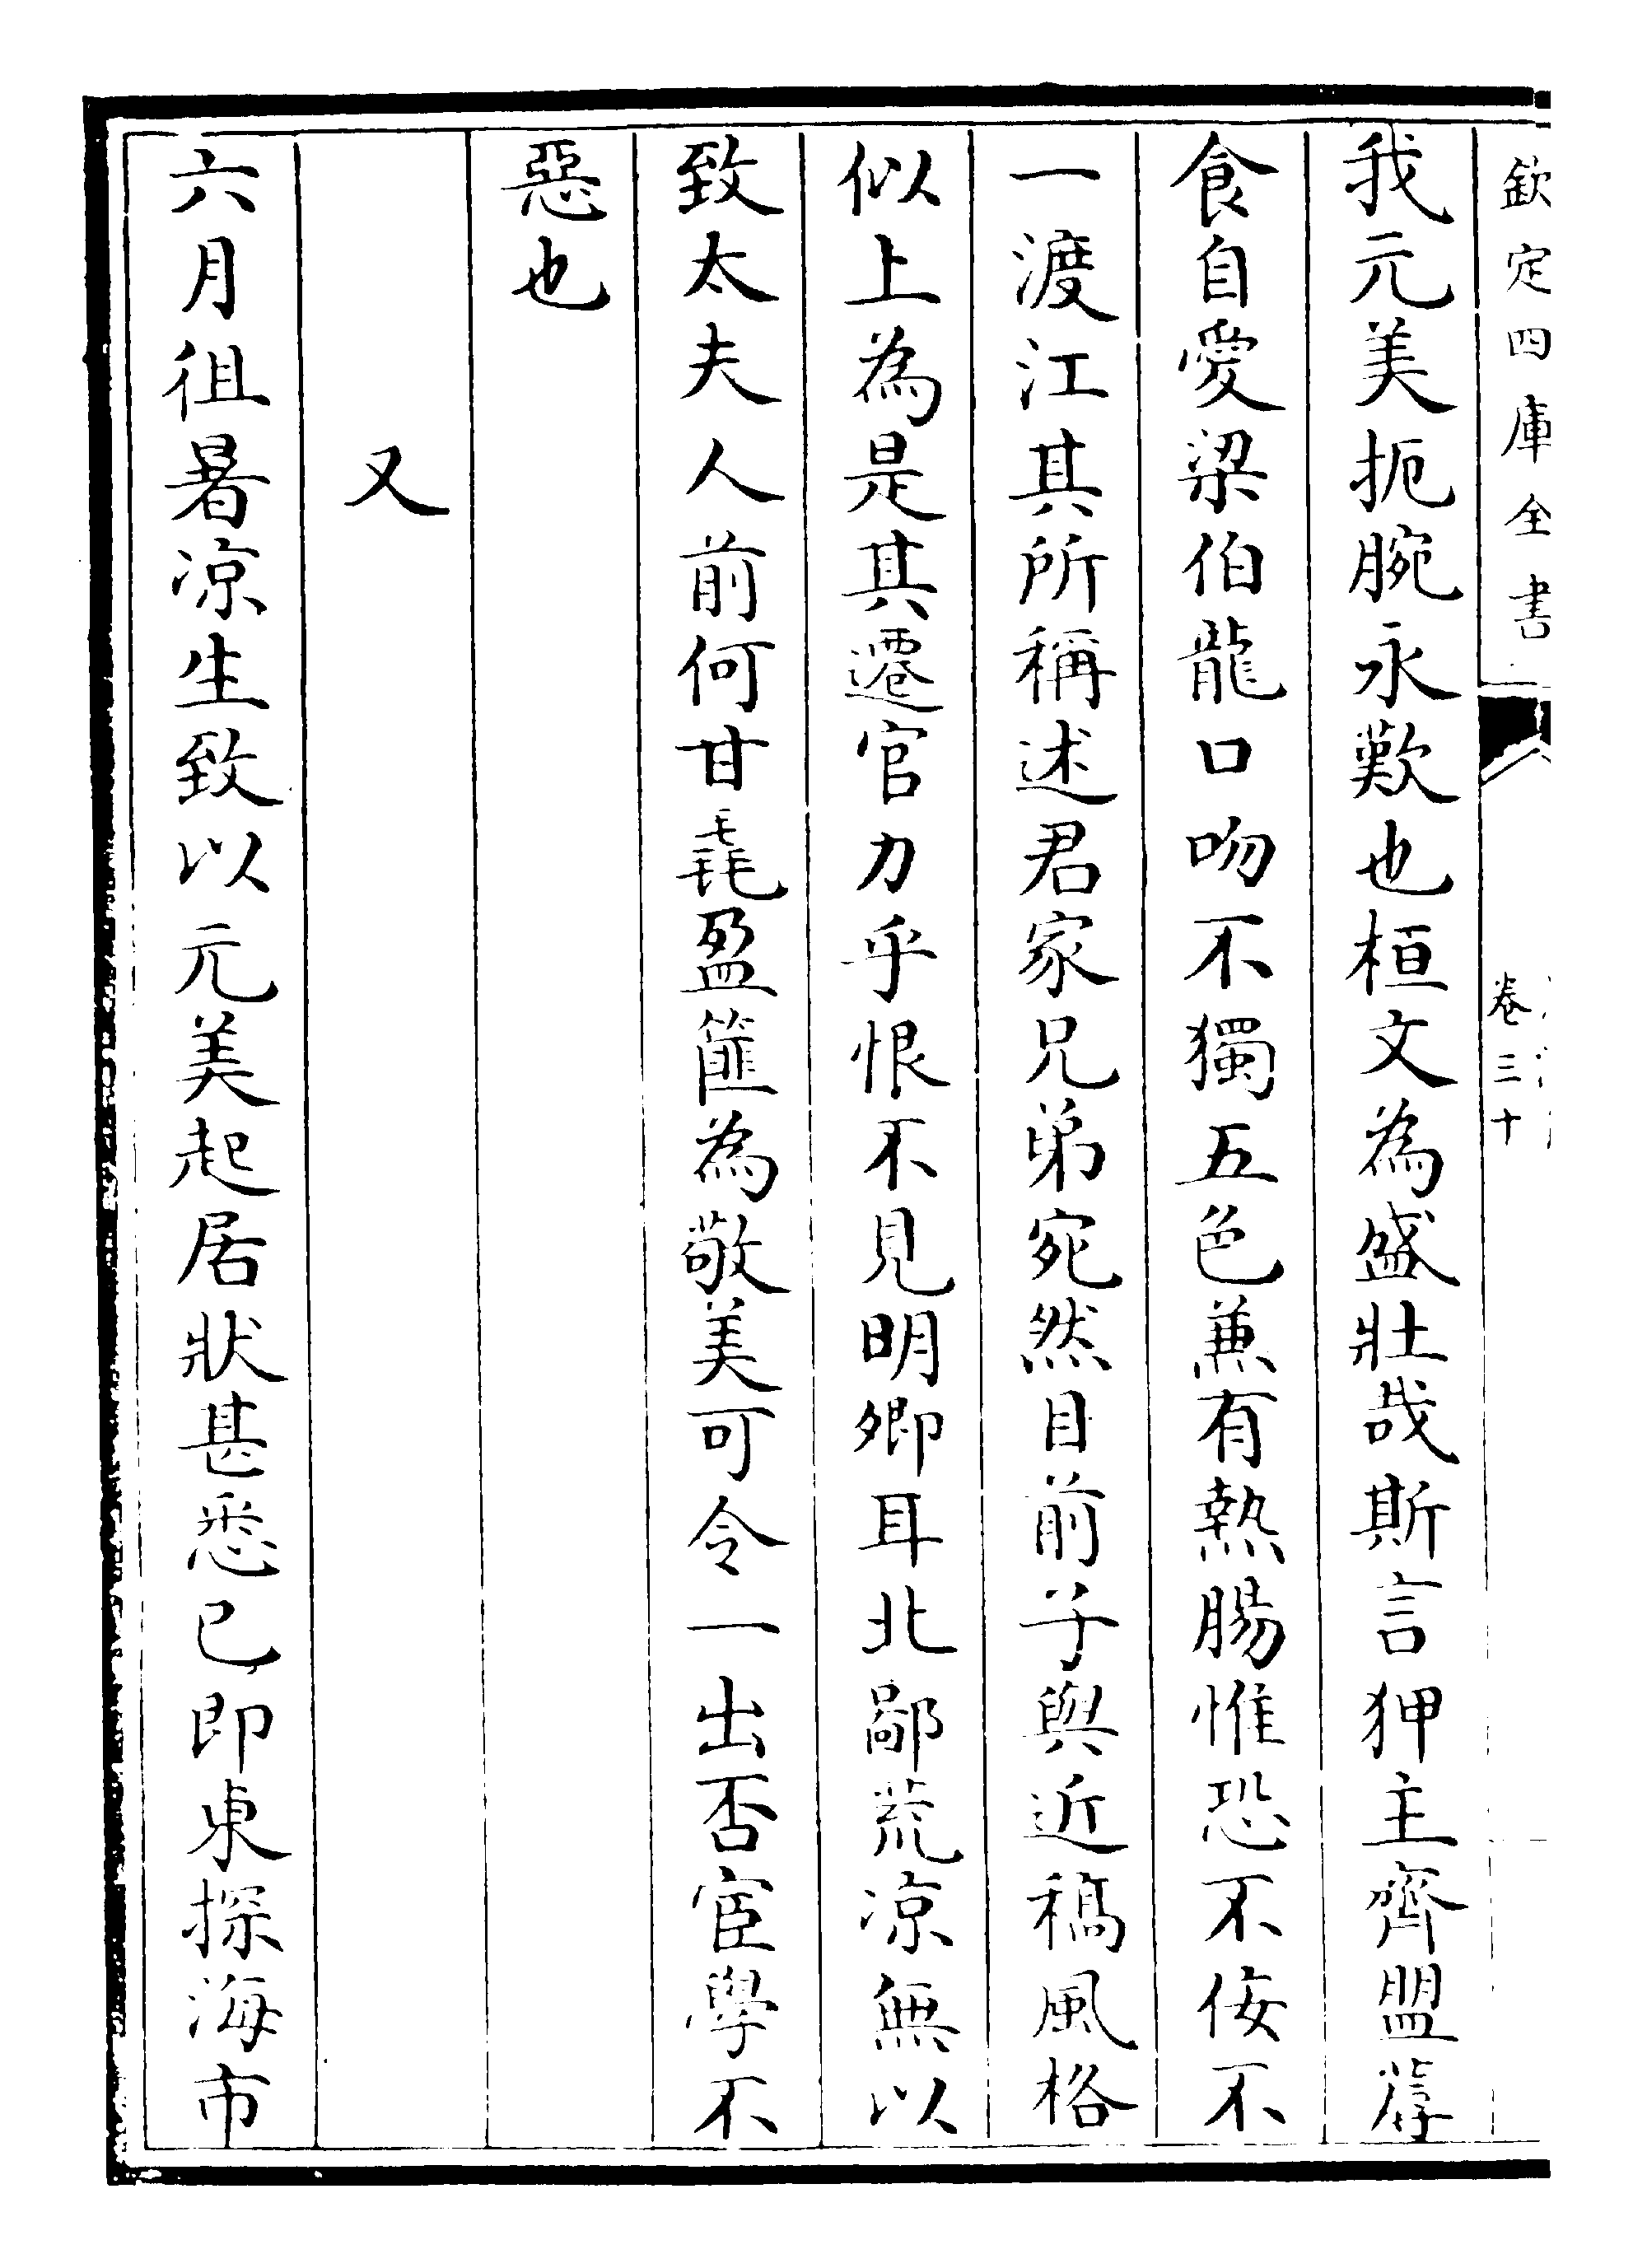 欽定四庫全書
卷三十
我元美扼腕永歎也桓文為盛壯哉斯言狎主齊盟蓐
食自愛梁伯龍口吻不獨五色兼有熱腸惟恐不佞不
一渡江其所稱述君家兄弟宛然目前子與近稿風格
似上為是其遷官力乎恨不見明卿耳北鄙荒凉無以
致太夫人前何甘毳盈篚為敬美可令一出否宦學不
惡也
又
六月徂暑凉生致以元美起居狀甚悉已即東探海市